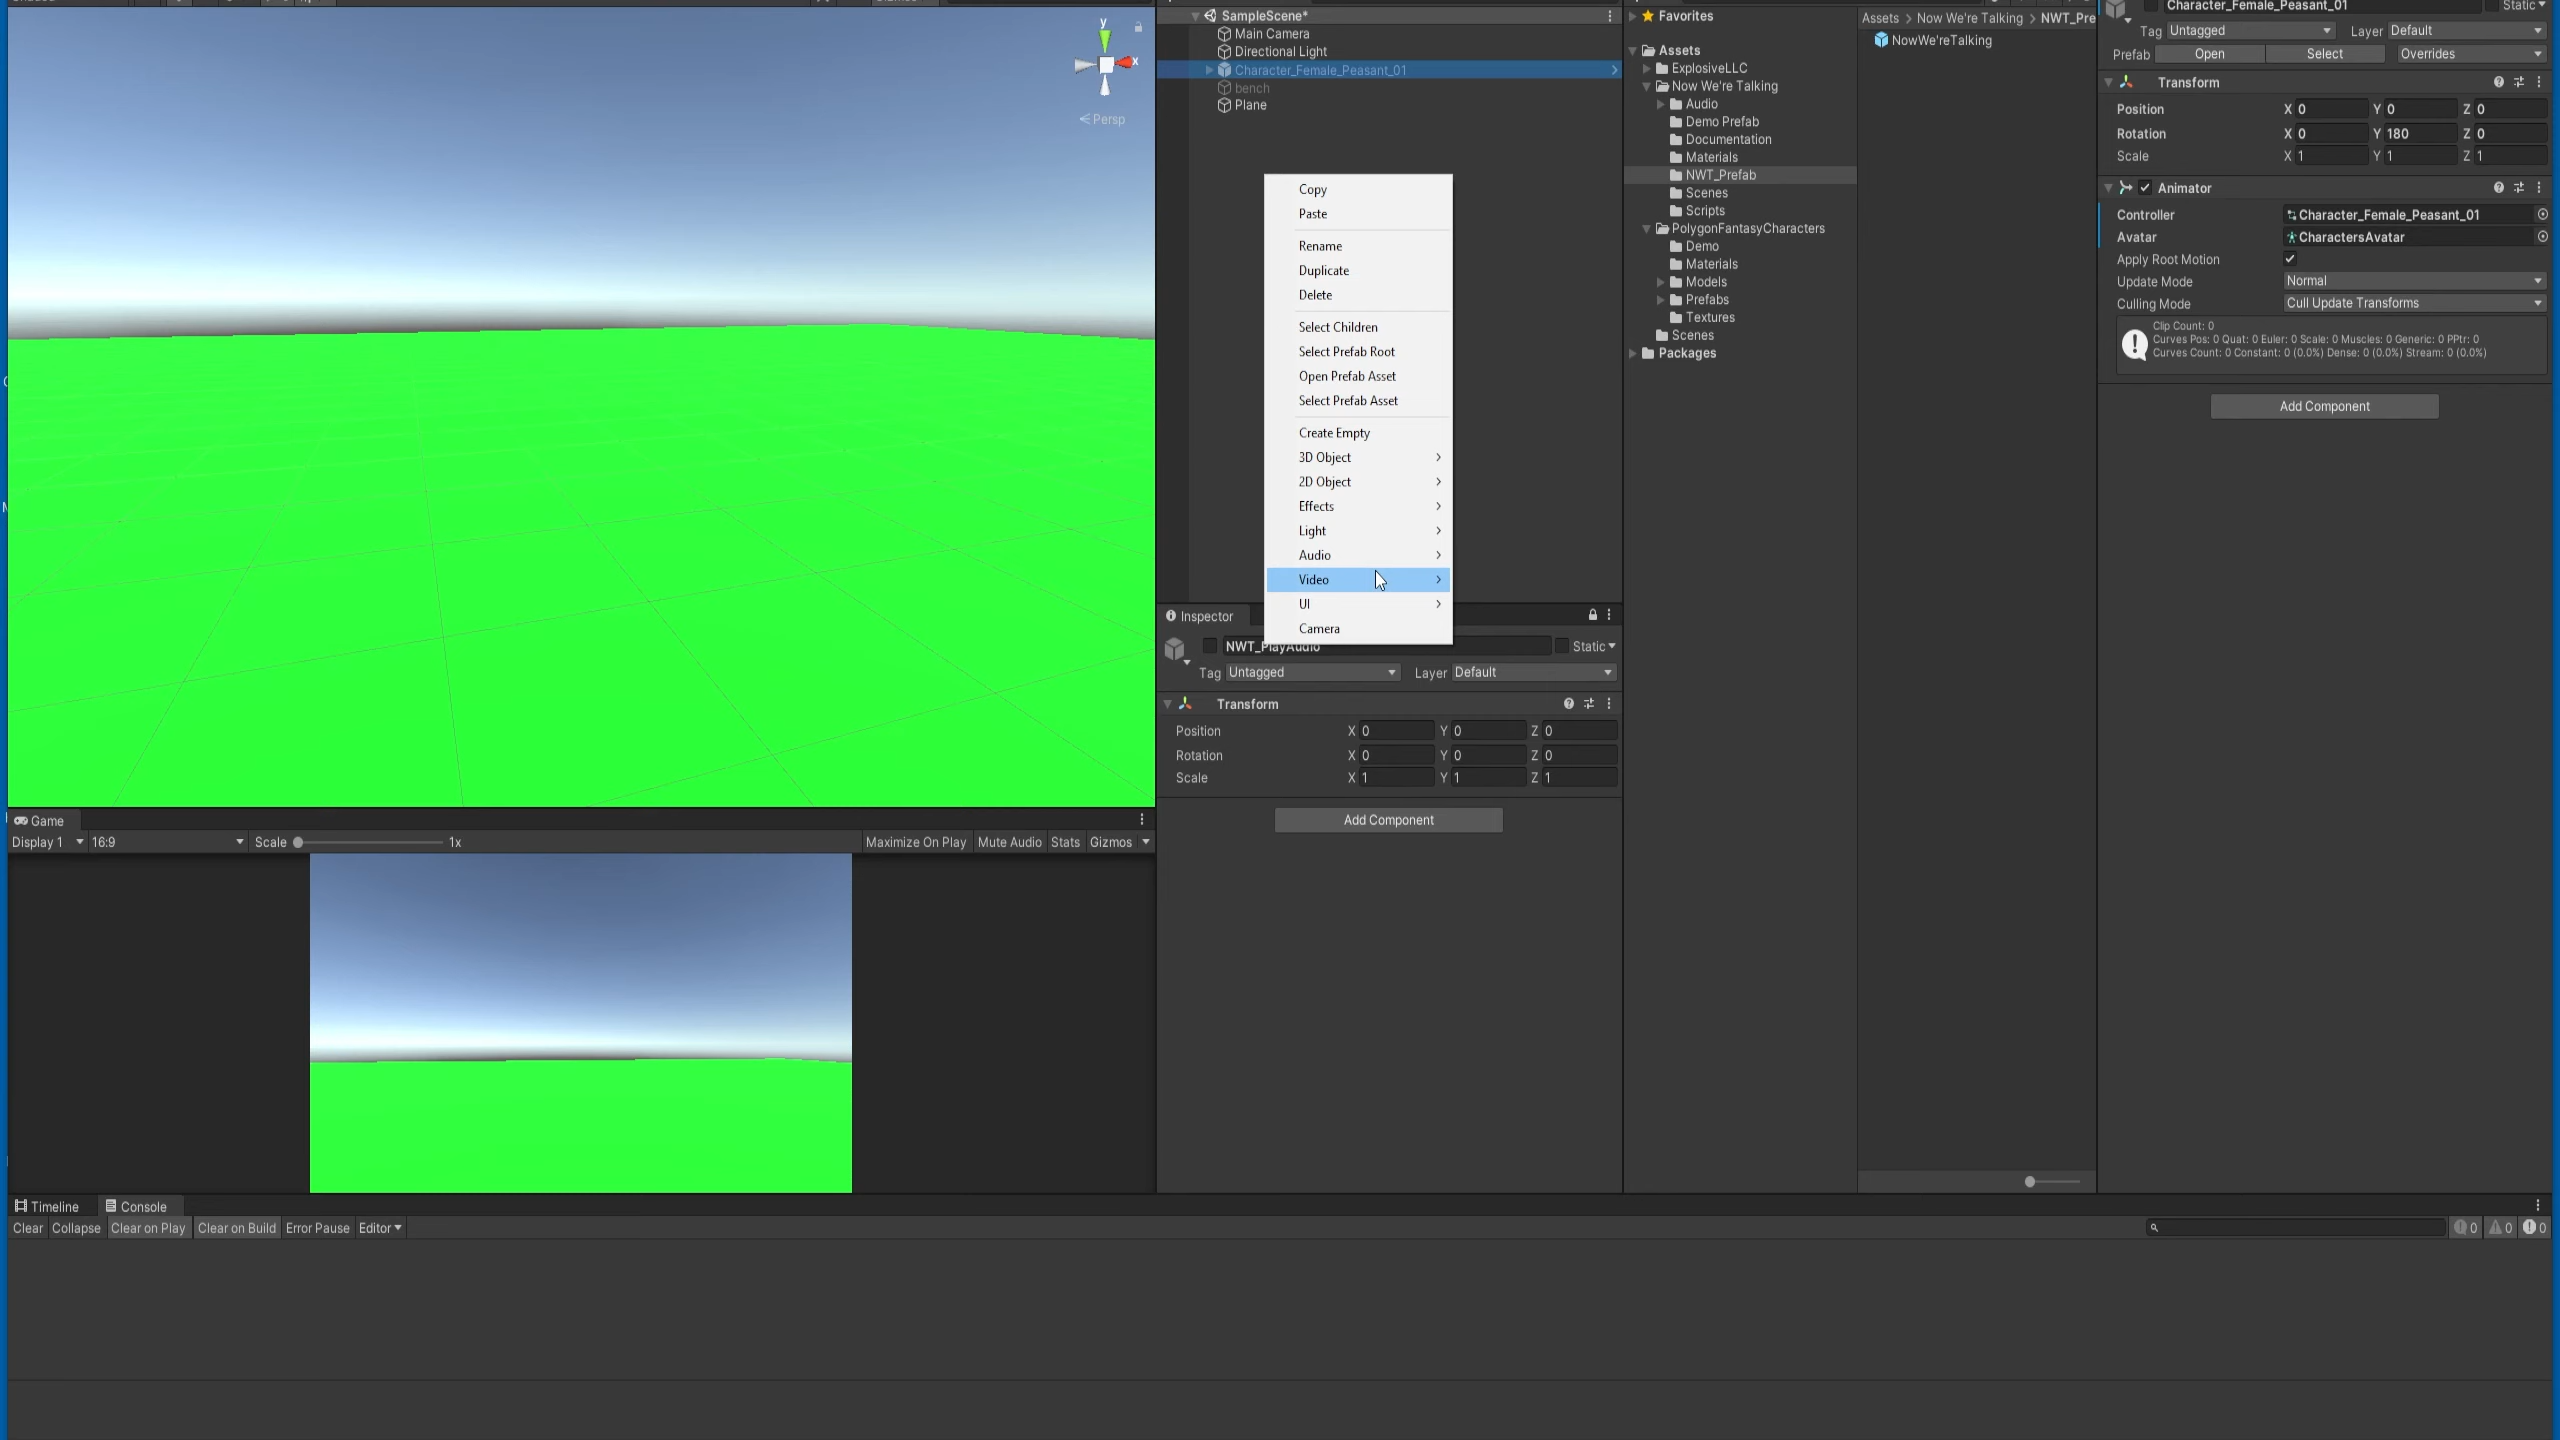 SampleScene*
Main Camera
Directional Light
Character_Female_Peasant_01
bench
Plane
Copy
Paste
Rename
Duplicate
Delete
Select Children
Select Prefab Root
Open Prefab Asset
Select Prefab Asset
Create Empty
3D Object
2D Object
Effects
Light
Audio
Video
UI
Camera
y
x
Persp
Inspector
NWT_PlayAudio
Static
Tag Untagged Layer Default
Transform
Position X 0 Y 0 Z 0
Rotation X 0 Y 0 Z 0
Scale X 1 Y 1 Z 1
Add Component
Favorites
Assets
ExplosiveLLC
Now We're Talking
Audio
Demo Prefab
Documentation
Materials
NWT_Prefab
Scenes
Scripts
PolygonFantasyCharacters
Demo
Materials
Models
Prefabs
Textures
Scenes
Packages
Assets > Now We're Talking > NWT_Pre
NowWe'reTalking
Character_Female_Peasant_01 Static
Tag Untagged Layer Default
Prefab Open Select Overrides
Transform
Position X 0 Y 0 Z 0
Rotation X 0 Y 180 Z 0
Scale X 1 Y 1 Z 1
Animator
Controller Character_Female_Peasant_01
Avatar CharactersAvatar
Apply Root Motion
Update Mode Normal
Culling Mode Cull Update Transforms
Clip Count: 0
Curves Pos: 0 Quat: 0 Euler: 0 Scale: 0 Muscles: 0 Generic: 0 PPtr: 0
Curves Count: 0 Constant: 0 (0.0%) Dense: 0 (0.0%) Stream: 0 (0.0%)
Add Component
Game
Display 1 16:9 Scale 1x Maximize On Play Mute Audio Stats Gizmos
Timeline Console
Clear Collapse Clear on Play Clear on Build Error Pause Editor
0 0 0